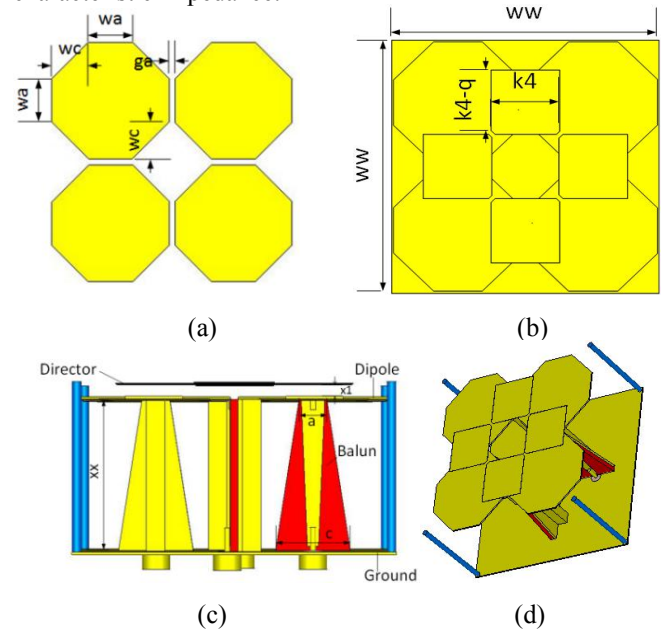 wa
wc
ga
wa
wc
(a)
ww
k4
k4-q
ww
(b)
Director
x1
Dipole
xx
a
Balun
c
Ground
(c)
(d)